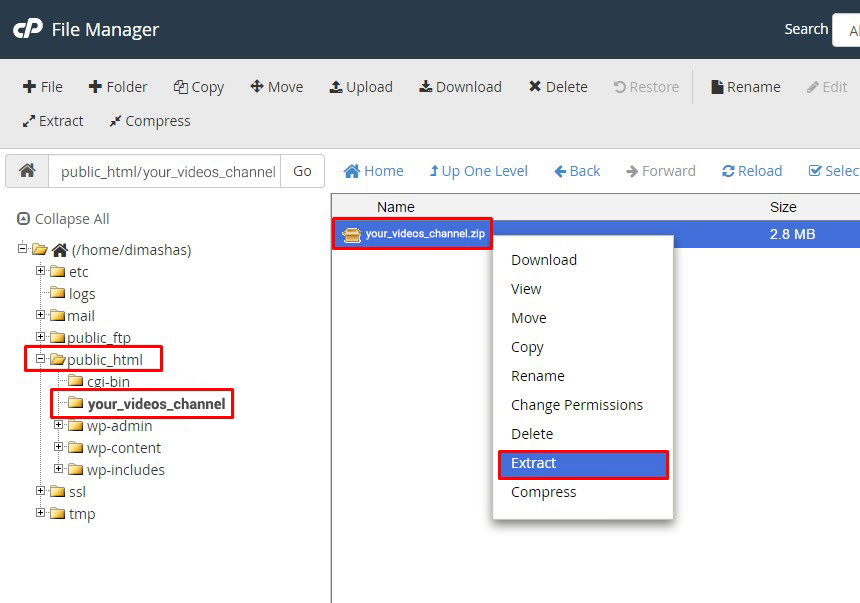 cP File Manager Search Al
File Folder Copy Move Upload Download Delete Restore Rename Edit
Extract Compress
public_html/your_videos_channel Go Home Up One Level Back Forward Reload Selec
Collapse All
(/home/dimashas)
etc
logs
mail
public_ftp
public_html
cgi-bin
your_videos_channel
wp-admin
wp-content
wp-includes
ssl
tmp
Name Size
your_videos_channel.zip 2.8 MB
Download
View
Move
Copy
Rename
Change Permissions
Delete
Extract
Compress